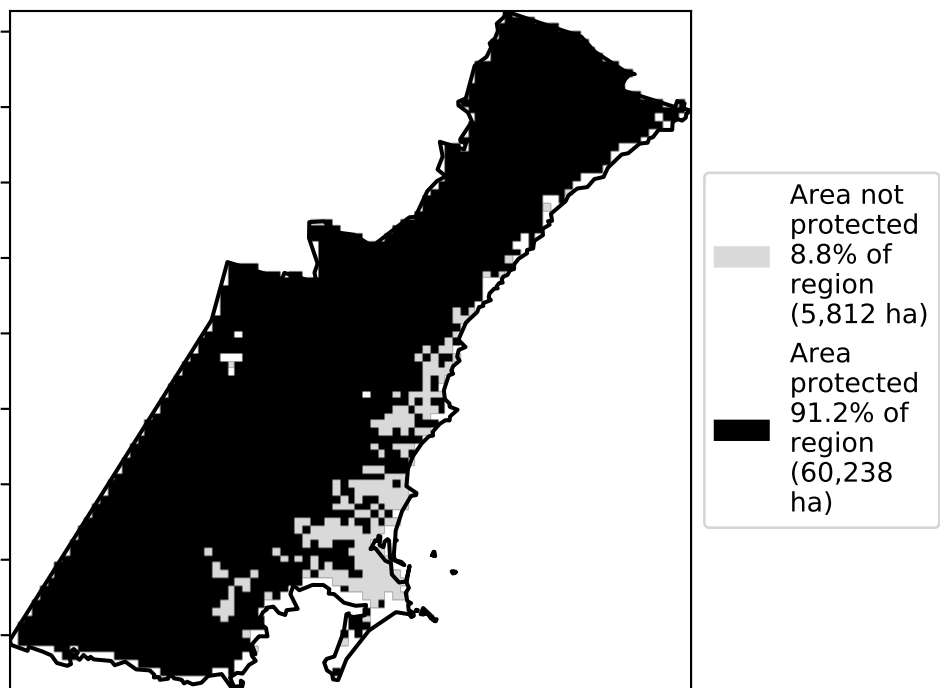 Area not
protected
8.8% of
region
(5,812 ha)
Area
protected
91.2% of
region
(60,238
ha)